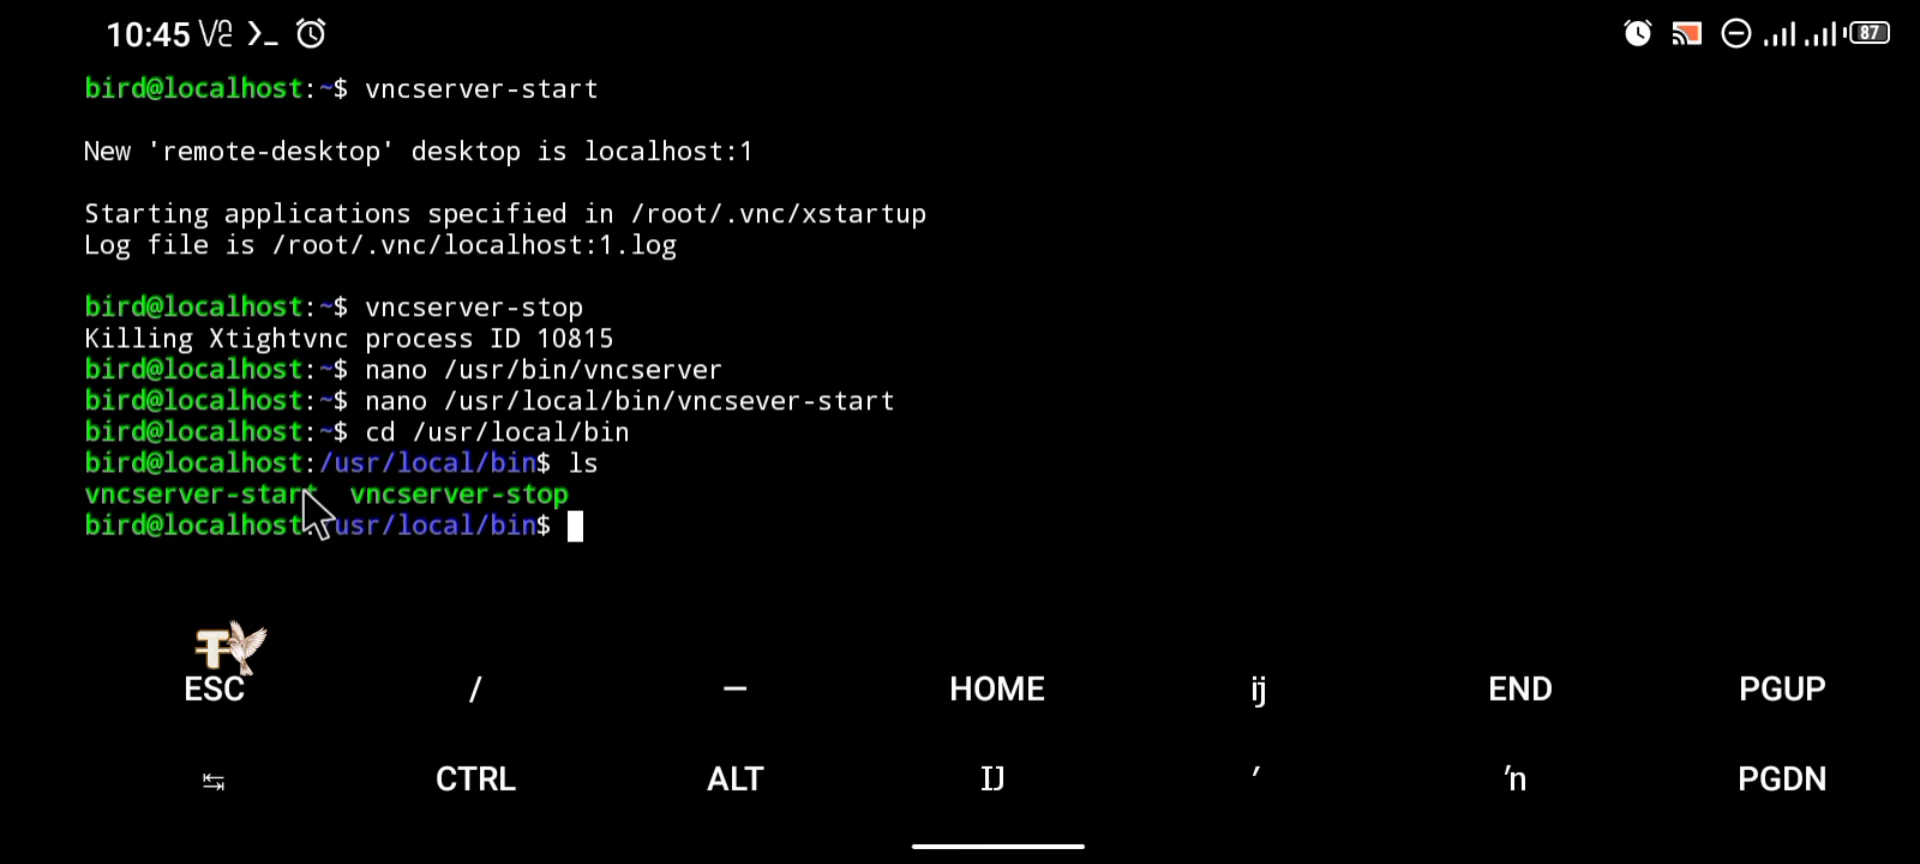 10:45
87
bird@localhost:~$ vncserver-start
New 'remote-desktop' desktop is localhost:1
Starting applications specified in /root/.vnc/xstartup
Log file is /root/.vnc/localhost:1.log
bird@localhost:~$ vncserver-stop
Killing Xtightvnc process ID 10815
bird@localhost:~$ nano /usr/bin/vncserver
bird@localhost:~$ nano /usr/local/bin/vncsever-start
bird@localhost:~$ cd /usr/local/bin
bird@localhost:/usr/local/bin$ ls
vncserver-start vncserver-stop
bird@localhost:/usr/local/bin$
ESC / — HOME ĳ END PGUP
↹ CTRL ALT Ĳ ′ ŉ PGDN